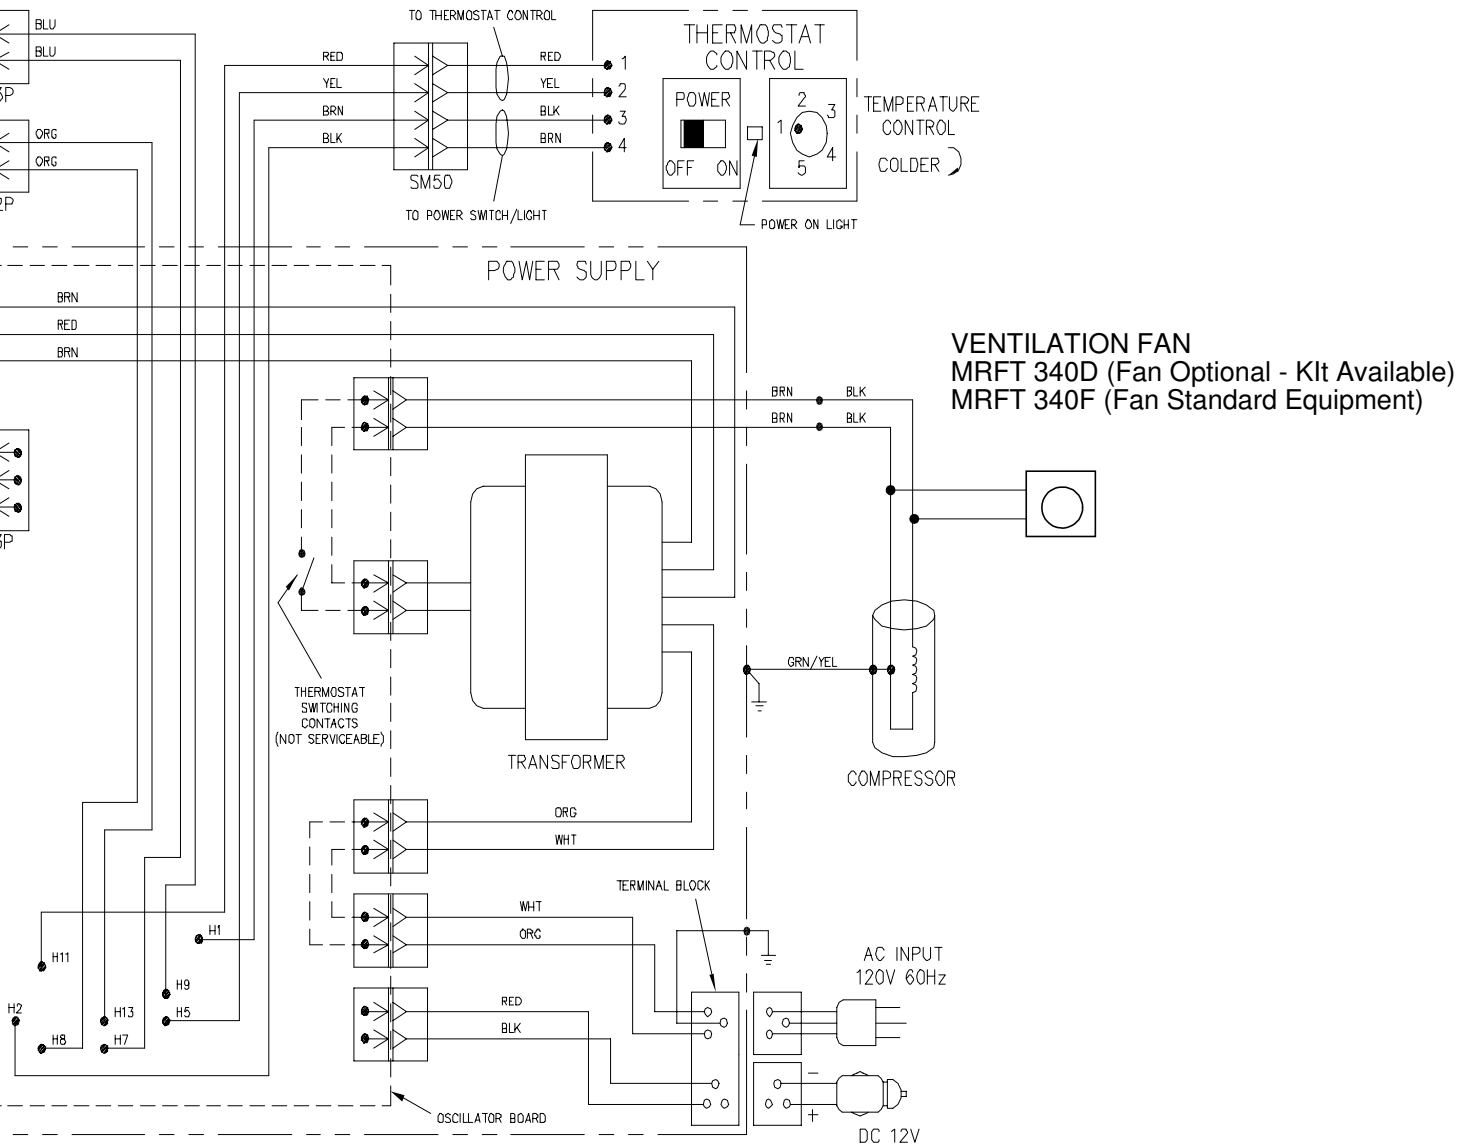 BLU
BLU
3P
ORG
ORG
2P
TO THERMOSTAT CONTROL
RED
YEL
BRN
BLK
SM50
RED
YEL
BLK
BRN
TO POWER SWITCH/LIGHT
1
2
3
4
THERMOSTAT
CONTROL
POWER
OFF ON
1
2
3
4
5
TEMPERATURE
CONTROL
COLDER
POWER ON LIGHT
POWER SUPPLY
BRN
RED
BRN
VENTILATION FAN
MRFT 340D (Fan Optional - KIt Available)
MRFT 340F (Fan Standard Equipment)
BRN BLK
BRN BLK
3P
THERMOSTAT
SWITCHING
CONTACTS
(NOT SERVICEABLE)
TRANSFORMER
GRN/YEL
COMPRESSOR
ORG
WHT
TERMINAL BLOCK
WHT
ORG
RED
BLK
H1
H11
H9
H2
H13
H5
H8
H7
AC INPUT
120V 60Hz
-
+
DC 12V
OSCILLATOR BOARD